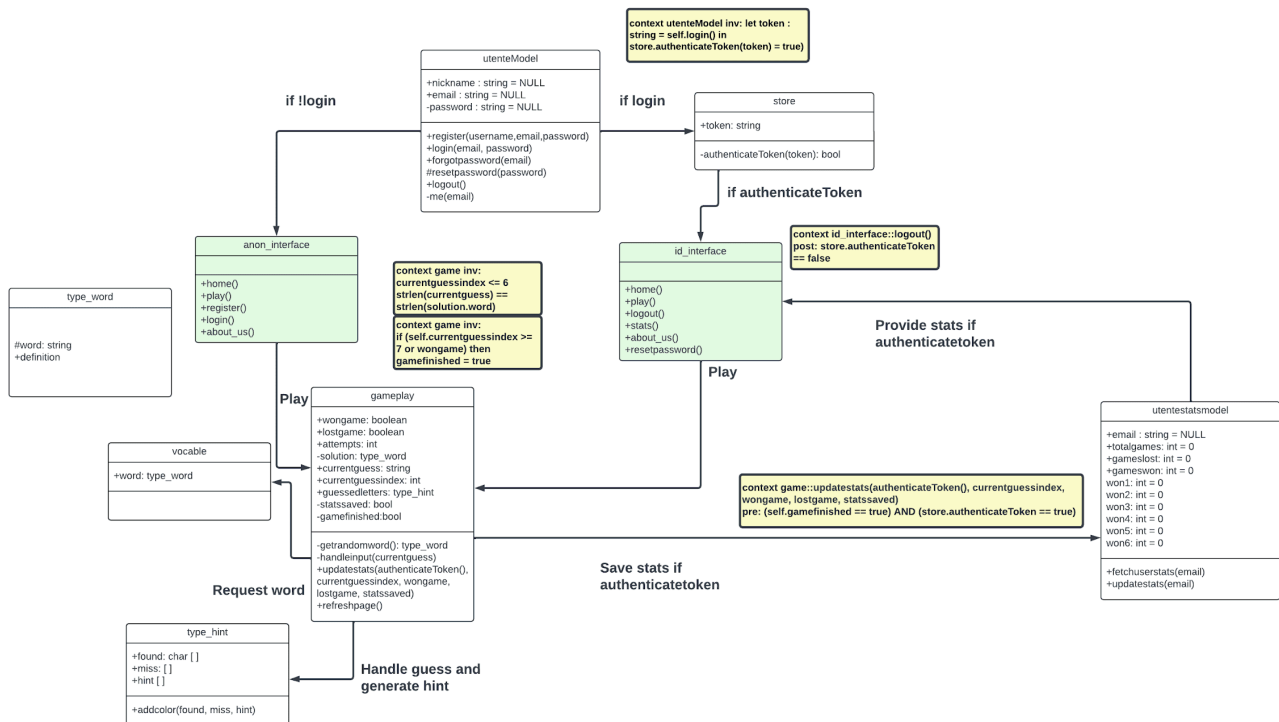 context utenteModel inv: let token :
string = self.login() in
store.authenticateToken(token) = true)
utenteModel
+nickname : string = NULL
+email : string = NULL
-password : string = NULL
+register(username,email,password)
+login(email, password)
+forgotpassword(email)
#resetpassword(password)
+logout()
-me(email)
if !login
if login
store
+token: string
-authenticateToken(token): bool
if authenticateToken
anon_interface
+home()
+play()
+register()
+login()
+about_us()
context game inv:
currentguessindex <= 6
strlen(currentguess) ==
strlen(solution.word)
context game inv:
if (self.currentguessindex >=
7 or wongame) then
gamefinished = true
id_interface
+home()
+play()
+logout()
+stats()
+about_us()
+resetpassword()
context id_interface::logout()
post: store.authenticateToken
== false
type_word
#word: string
+definition
Provide stats if
authenticatetoken
Play
Play
gameplay
+wongame: boolean
+lostgame: boolean
+attempts: int
-solution: type_word
+currentguess: string
+currentguessindex: int
+guessedletters: type_hint
-statssaved: bool
-gamefinished:bool
-getrandomword(): type_word
-handleinput(currentguess)
+updatestats(authenticateToken(),
currentguessindex, wongame,
lostgame, statssaved)
+refreshpage()
vocable
+word: type_word
utentestatsmodel
+email : string = NULL
+totalgames: int = 0
+gameslost: int = 0
+gameswon: int = 0
won1: int = 0
won2: int = 0
won3: int = 0
won4: int = 0
won5: int = 0
won6: int = 0
+fetchuserstats(email)
+updatestats(email)
context game::updatestats(authenticateToken(), currentguessindex,
wongame, lostgame, statssaved)
pre: (self.gamefinished == true) AND (store.authenticateToken == true)
Save stats if
authenticatetoken
Request word
type_hint
+found: char [ ]
+miss: [ ]
+hint [ ]
+addcolor(found, miss, hint)
Handle guess and
generate hint